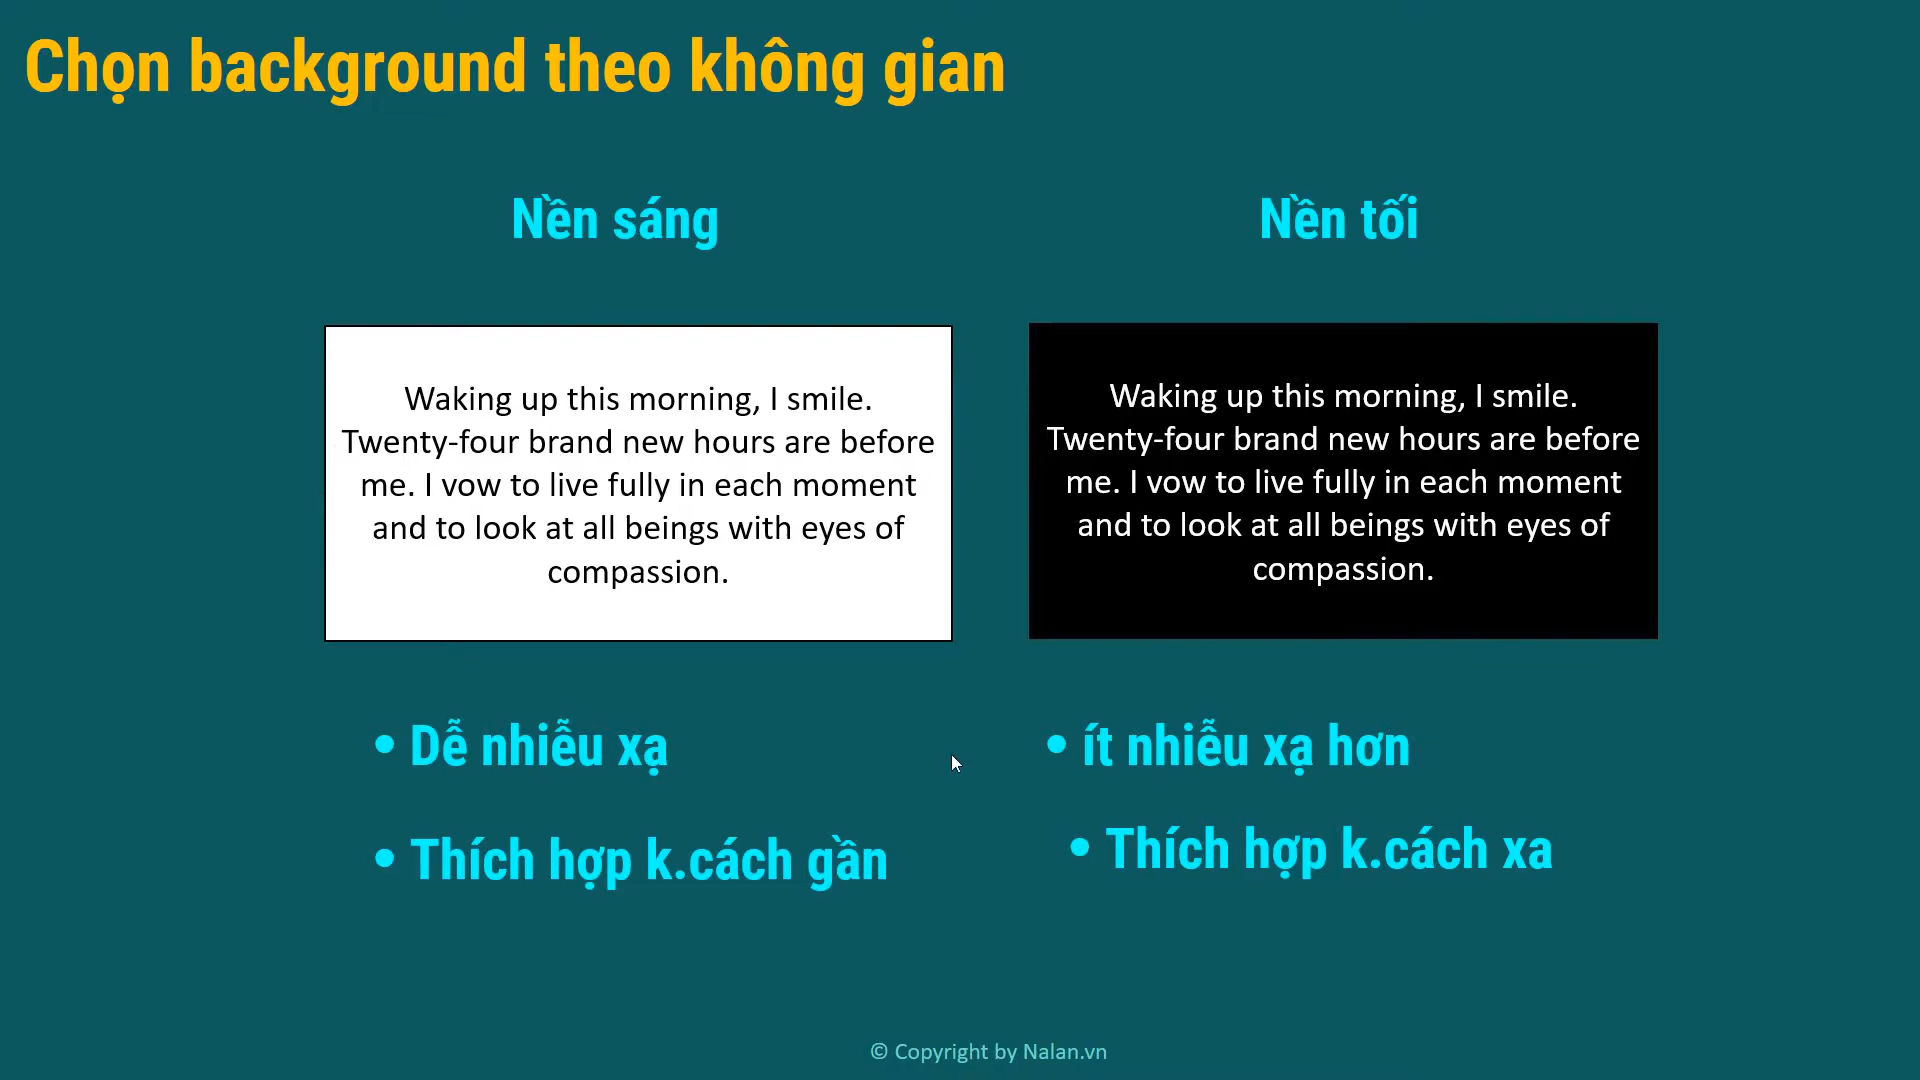 Chọn background theo không gian
Nền sáng
Waking up this morning, I smile.
Twenty-four brand new hours are before
me. I vow to live fully in each moment
and to look at all beings with eyes of
compassion.
• Dễ nhiễu xạ
• Thích hợp k.cách gần
Nền tối
Waking up this morning, I smile.
Twenty-four brand new hours are before
me. I vow to live fully in each moment
and to look at all beings with eyes of
compassion.
• ít nhiễu xạ hơn
• Thích hợp k.cách xa
© Copyright by Nalan.vn